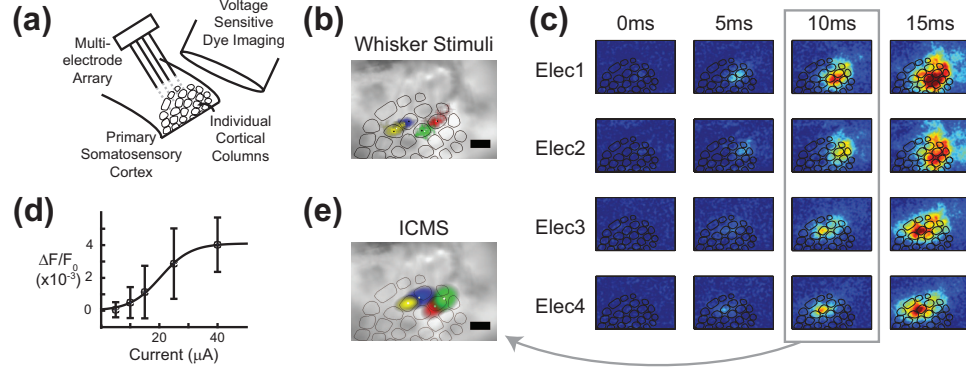 (a)
Multi-
electrode
Arrary
Voltage
Sensitive
Dye Imaging
Primary
Somatosensory
Cortex
Individual
Cortical
Columns
(b)
Whisker Stimuli
(c)
0ms 5ms 10ms 15ms
Elec1
Elec2
Elec3
Elec4
(d)
ΔF/F₀
(x10⁻³)
4
2
0
20 40
Current (μA)
(e)
ICMS